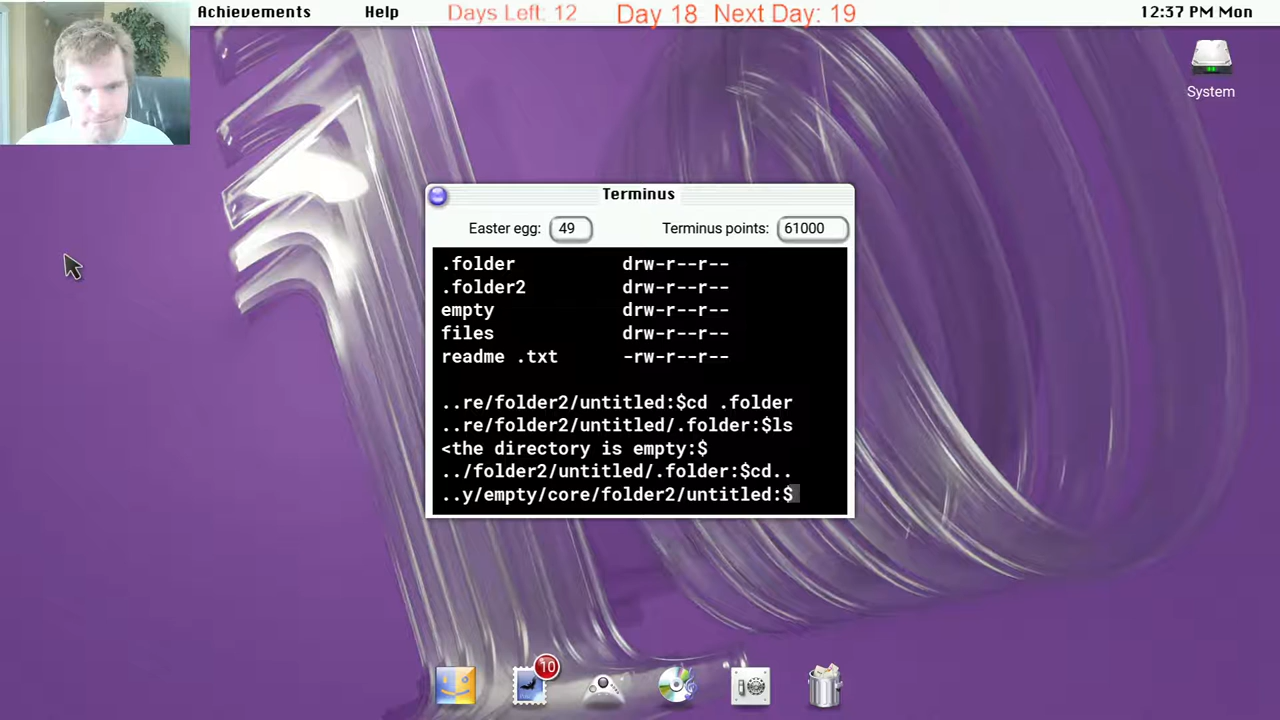 Achievements Help Days Left: 12 Day 18 Next Day: 19 12:37 PM Mon
System
Terminus
Easter egg: 49 Terminus points: 61000
.folder drw-r--r--
.folder2 drw-r--r--
empty drw-r--r--
files drw-r--r--
readme .txt -rw-r--r--
..re/folder2/untitled:$cd .folder
..re/folder2/untitled/.folder:$ls
<the directory is empty:$
../folder2/untitled/.folder:$cd..
..y/empty/core/folder2/untitled:$
10